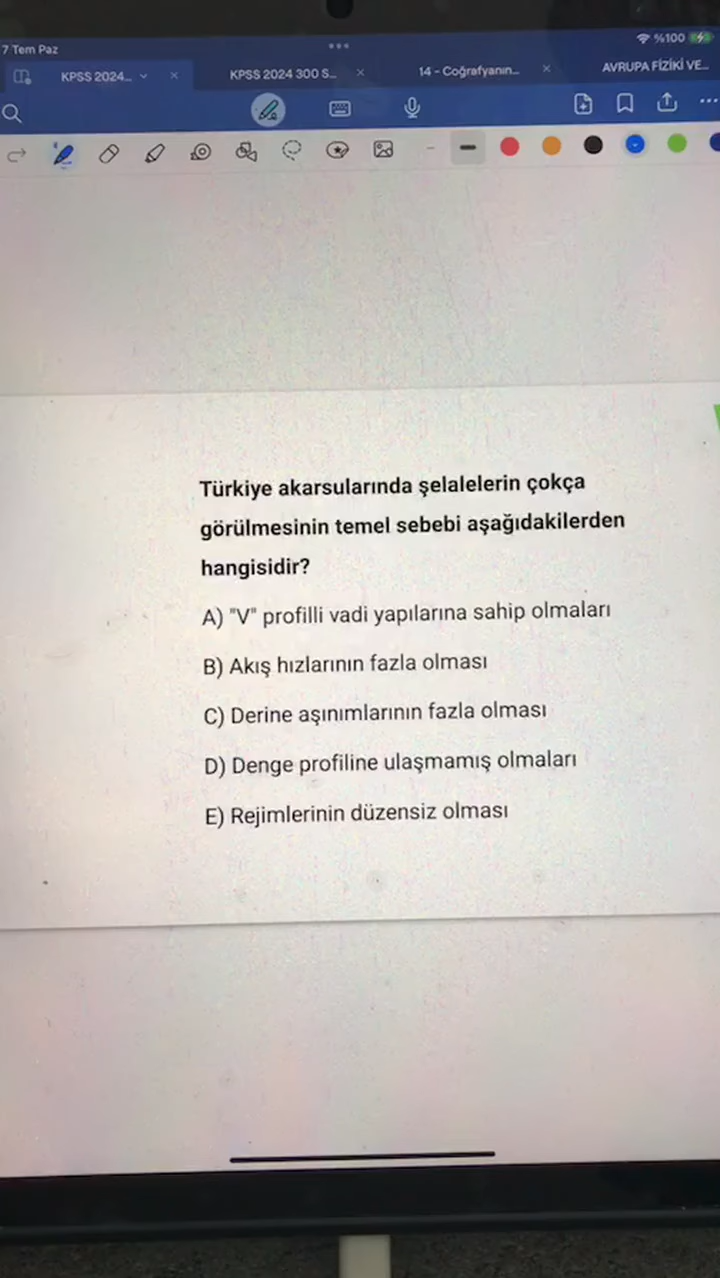 7 Tem Paz
%100
KPSS 2024...
KPSS 2024 300 S...
14 - Coğrafyanın...
AVRUPA FİZİKİ VE...
Türkiye akarsularında şelalelerin çokça
görülmesinin temel sebebi aşağıdakilerden
hangisidir?
A) "V" profilli vadi yapılarına sahip olmaları
B) Akış hızlarının fazla olması
C) Derine aşınımlarının fazla olması
D) Denge profiline ulaşmamış olmaları
E) Rejimlerinin düzensiz olması